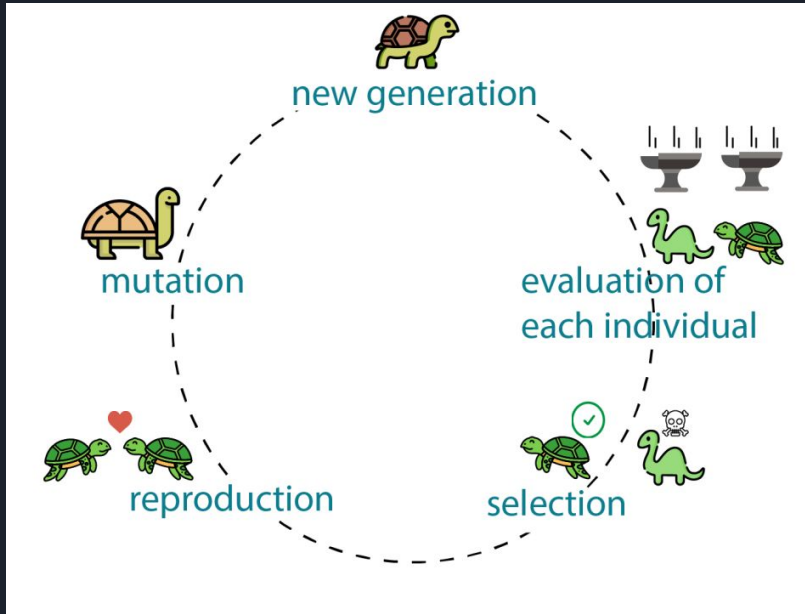 new generation
evaluation of
each individual
selection
reproduction
mutation